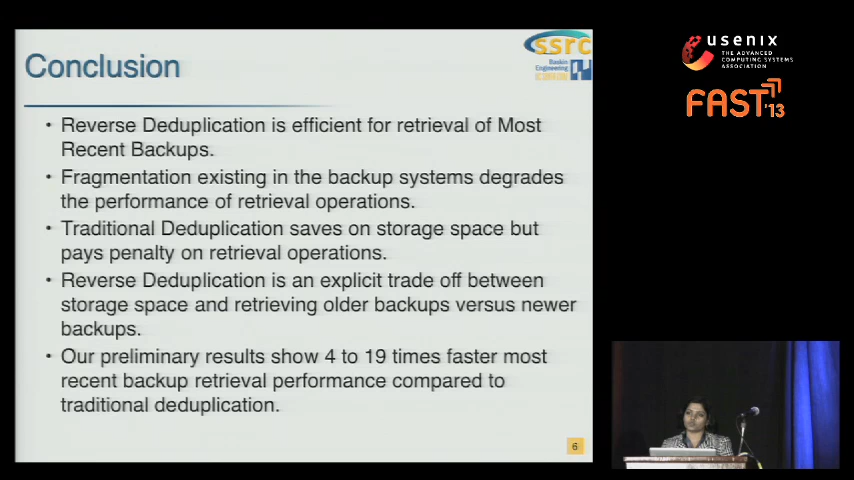 Conclusion
ssrc
Baskin
Engineering
• Reverse Deduplication is efficient for retrieval of Most
Recent Backups.
• Fragmentation existing in the backup systems degrades
the performance of retrieval operations.
• Traditional Deduplication saves on storage space but
pays penalty on retrieval operations.
• Reverse Deduplication is an explicit trade off between
storage space and retrieving older backups versus newer
backups.
• Our preliminary results show 4 to 19 times faster most
recent backup retrieval performance compared to
traditional deduplication.
6
usenix
THE ADVANCED
COMPUTING SYSTEMS
ASSOCIATION
FAST '13